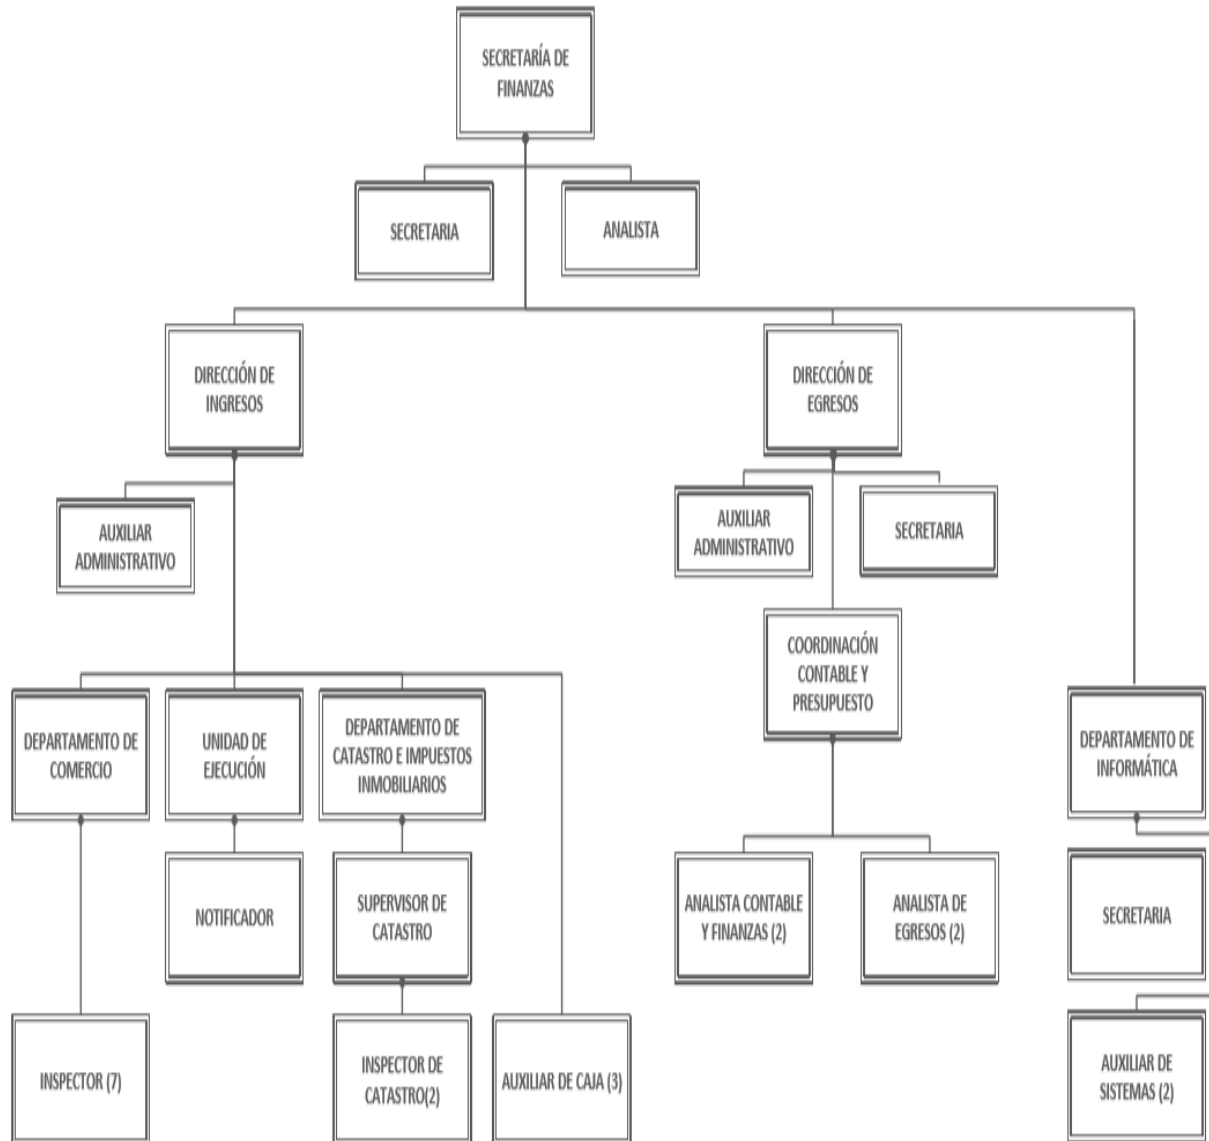 SECRETARÍA DE
FINANZAS
SECRETARIA
ANALISTA
DIRECCIÓN DE
INGRESOS
DIRECCIÓN DE
EGRESOS
AUXILIAR
ADMINISTRATIVO
AUXILIAR
ADMINISTRATIVO
SECRETARIA
COORDINACIÓN
CONTABLE Y
PRESUPUESTO
DEPARTAMENTO DE
COMERCIO
UNIDAD DE
EJECUCIÓN
DEPARTAMENTO DE
CATASTRO E IMPUESTOS
INMOBILIARIOS
DEPARTAMENTO DE
INFORMÁTICA
NOTIFICADOR
SUPERVISOR DE
CATASTRO
ANALISTA CONTABLE
Y FINANZAS (2)
ANALISTA DE
EGRESOS (2)
SECRETARIA
INSPECTOR (7)
INSPECTOR DE
CATASTRO(2)
AUXILIAR DE CAJA (3)
AUXILIAR DE
SISTEMAS (2)